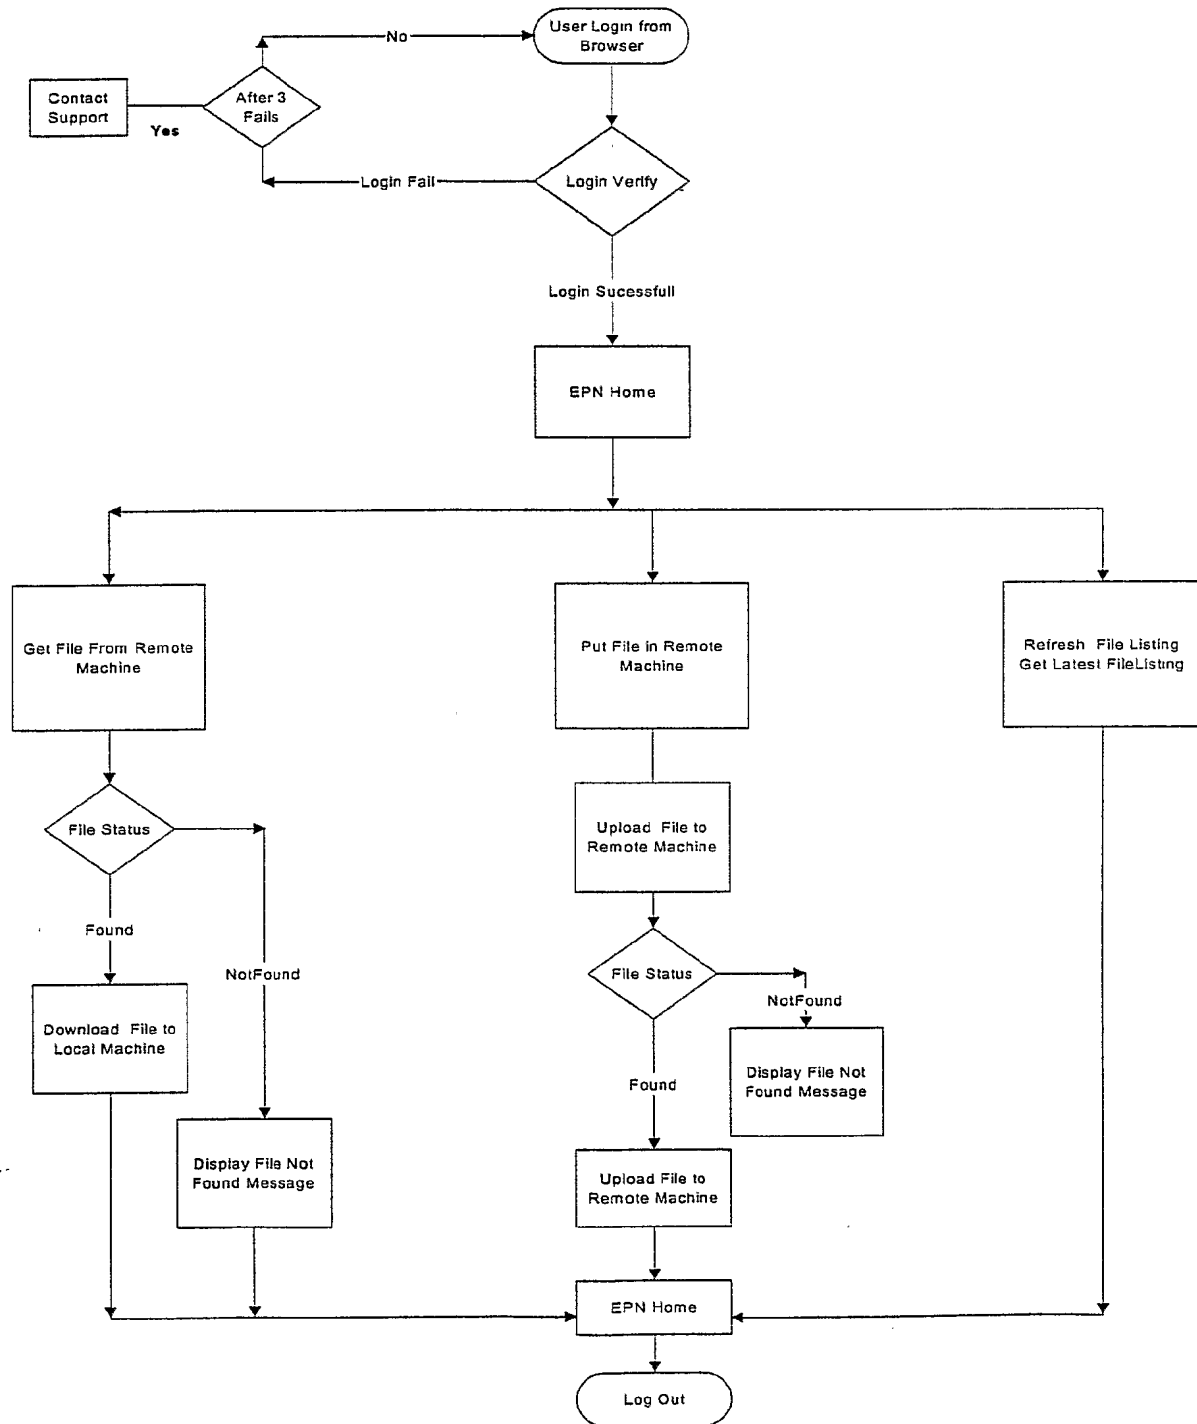 User Login from
Browser
No
Contact
Support
Yes
After 3
Fails
Login Fail
Login Verify
Login Sucessfull
EPN Home
Get File From Remote
Machine
Put File in Remote
Machine
Refresh File Listing
Get Latest FileListing
File Status
Upload File to
Remote Machine
Found
NotFound
File Status
NotFound
Download File to
Local Machine
Display File Not
Found Message
Found
Display File Not
Found Message
Upload File to
Remote Machine
EPN Home
Log Out